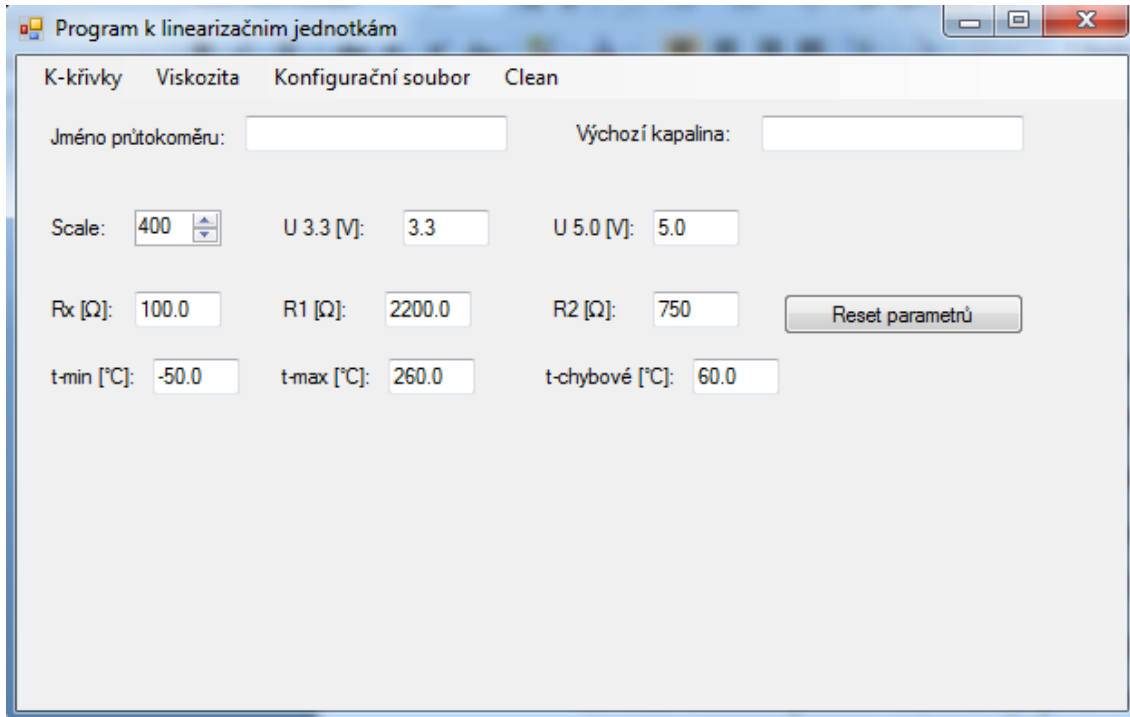 Program k linearizačnim jednotkám
K-křivky Viskozita Konfigurační soubor Clean
Jméno průtokoměru: Výchozí kapalina:
Scale: 400 U 3.3 [V]: 3.3 U 5.0 [V]: 5.0
Rx [Ω]: 100.0 R1 [Ω]: 2200.0 R2 [Ω]: 750 Reset parametrů
t-min [°C]: -50.0 t-max [°C]: 260.0 t-chybové [°C]: 60.0